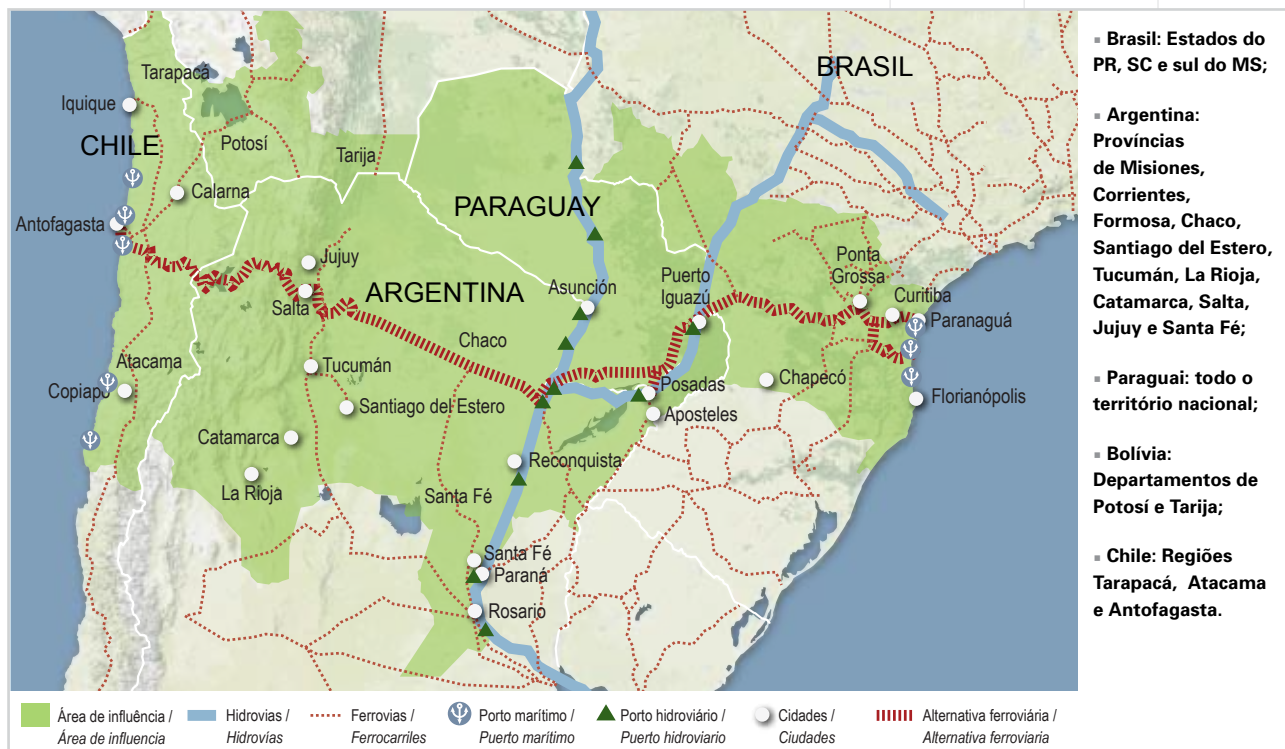 BRASIL
Tarapacá
Iquique
CHILE
Potosí
Tarija
Calarna
PARAGUAY
Antofagasta
Jujuy
Salta
ARGENTINA
Asunción
Puerto
Iguazú
Ponta
Grossa
Curitiba
Paranaguá
Chaco
Atacama
Copiapo
Tucumán
Santiago del Estero
Posadas
Aposteles
Chapecó
Florianópolis
Catamarca
La Rioja
Reconquista
Santa Fé
Santa Fé
Paraná
Rosario
▪ Brasil: Estados do
PR, SC e sul do MS;
▪ Argentina:
Províncias
de Misiones,
Corrientes,
Formosa, Chaco,
Santiago del Estero,
Tucumán, La Rioja,
Catamarca, Salta,
Jujuy e Santa Fé;
▪ Paraguai: todo o
território nacional;
▪ Bolívia:
Departamentos de
Potosí e Tarija;
▪ Chile: Regiões
Tarapacá, Atacama
e Antofagasta.
Área de influência /
Área de influencia
Hidrovias /
Hidrovías
Ferrovias /
Ferrocarriles
Porto marítimo /
Puerto marítimo
Porto hidroviário /
Puerto hidroviario
Cidades /
Ciudades
Alternativa ferroviária /
Alternativa ferroviaria